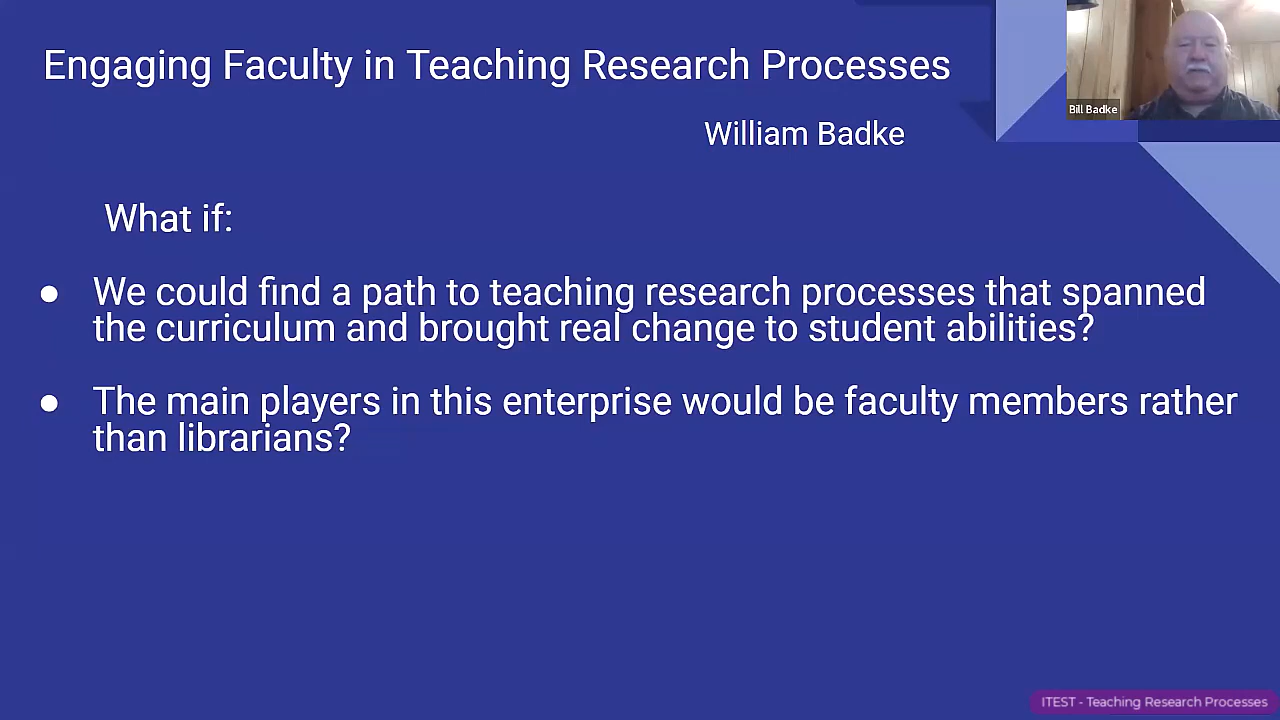 Engaging Faculty in Teaching Research Processes
Bill Badke
William Badke
What if:
● We could find a path to teaching research processes that spanned
the curriculum and brought real change to student abilities?
● The main players in this enterprise would be faculty members rather
than librarians?
ITEST - Teaching Research Processes